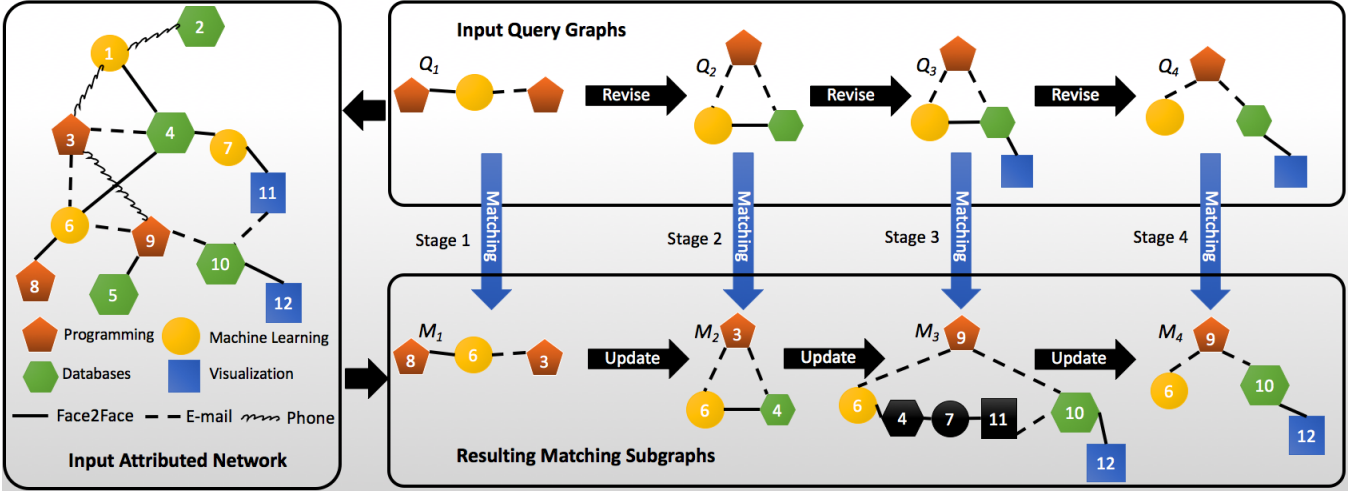 1
2
3
4
7
11
6
9
10
8
5
12
Programming
Machine Learning
Databases
Visualization
Face2Face
E-mail
Phone
Input Attributed Network
Input Query Graphs
Q1
Revise
Q2
Revise
Q3
Revise
Q4
Stage 1
Matching
Stage 2
Matching
Stage 3
Matching
Stage 4
Matching
M1
8
6
3
Update
M2
3
6
4
Update
M3
9
6
4
7
11
10
12
Update
M4
9
6
10
12
Resulting Matching Subgraphs